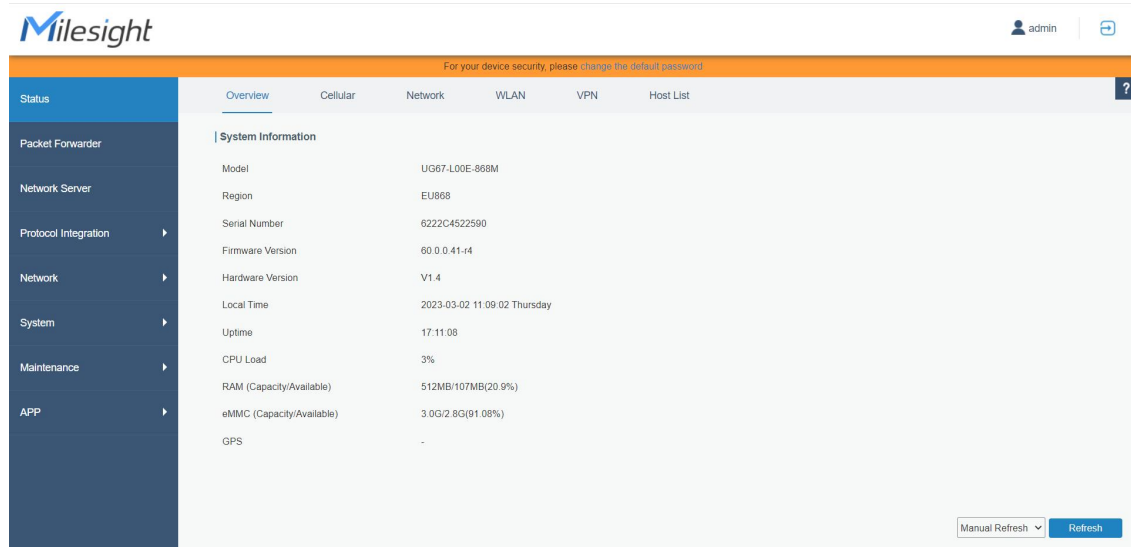 Milesight
admin
For your device security, please change the default password
Status
Overview Cellular Network WLAN VPN Host List
?
Packet Forwarder
Network Server
Protocol Integration
Network
System
Maintenance
APP
System Information
Model UG67-L00E-868M
Region EU868
Serial Number 6222C4522590
Firmware Version 60.0.0.41-r4
Hardware Version V1.4
Local Time 2023-03-02 11:09:02 Thursday
Uptime 17:11:08
CPU Load 3%
RAM (Capacity/Available) 512MB/107MB(20.9%)
eMMC (Capacity/Available) 3.0G/2.8G(91.08%)
GPS -
Manual Refresh Refresh